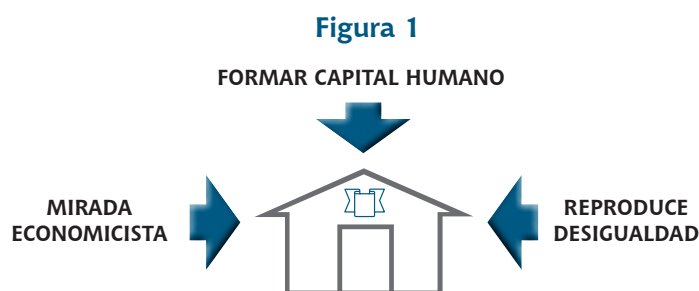 Figura 1
FORMAR CAPITAL HUMANO
MIRADA
ECONOMICISTA
REPRODUCE
DESIGUALDAD